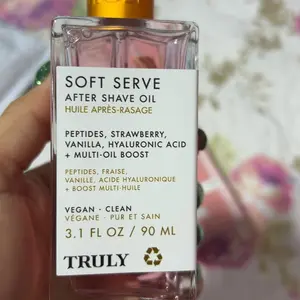 SOFT SERVE
AFTER SHAVE OIL
HUILE APRÈS-RASAGE
PEPTIDES, STRAWBERRY,
VANILLA, HYALURONIC ACID
+ MULTI-OIL BOOST
PEPTIDES, FRAISE,
VANILLE, ACIDE HYALURONIQUE
+ BOOST MULTI-HUILE
VEGAN · CLEAN
VÉGANE · PUR ET SAIN
3.1 FL OZ / 90 ML
TRULY